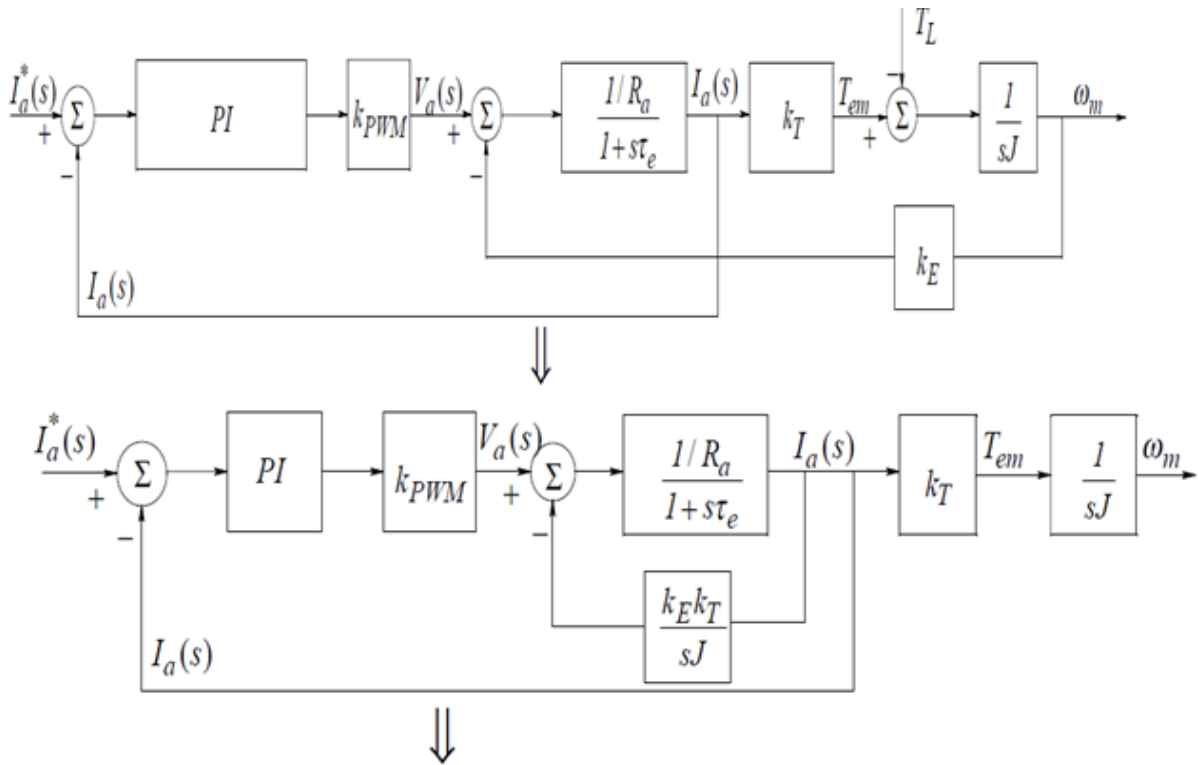 T_L
I_a^*(s) Σ PI k_PWM V_a(s) Σ 1/R_a I_a(s) k_T T_em Σ 1 ω_m
1+sτ_e sJ
+ + + −
− −
k_E
I_a(s)
⇓
I_a^*(s) Σ PI k_PWM V_a(s) Σ 1/R_a I_a(s) k_T T_em 1 ω_m
1+sτ_e sJ
+ +
− −
k_E k_T
sJ
I_a(s)
⇓